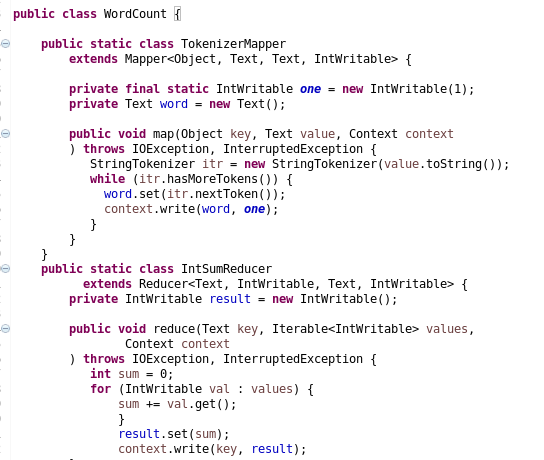 public class WordCount {
public static class TokenizerMapper
extends Mapper<Object, Text, Text, IntWritable> {
private final static IntWritable one = new IntWritable(1);
private Text word = new Text();
public void map(Object key, Text value, Context context
) throws IOException, InterruptedException {
StringTokenizer itr = new StringTokenizer(value.toString());
while (itr.hasMoreTokens()) {
word.set(itr.nextToken());
context.write(word, one);
}
}
}
public static class IntSumReducer
extends Reducer<Text, IntWritable, Text, IntWritable> {
private IntWritable result = new IntWritable();
public void reduce(Text key, Iterable<IntWritable> values,
Context context
) throws IOException, InterruptedException {
int sum = 0;
for (IntWritable val : values) {
sum += val.get();
}
result.set(sum);
context.write(key, result);